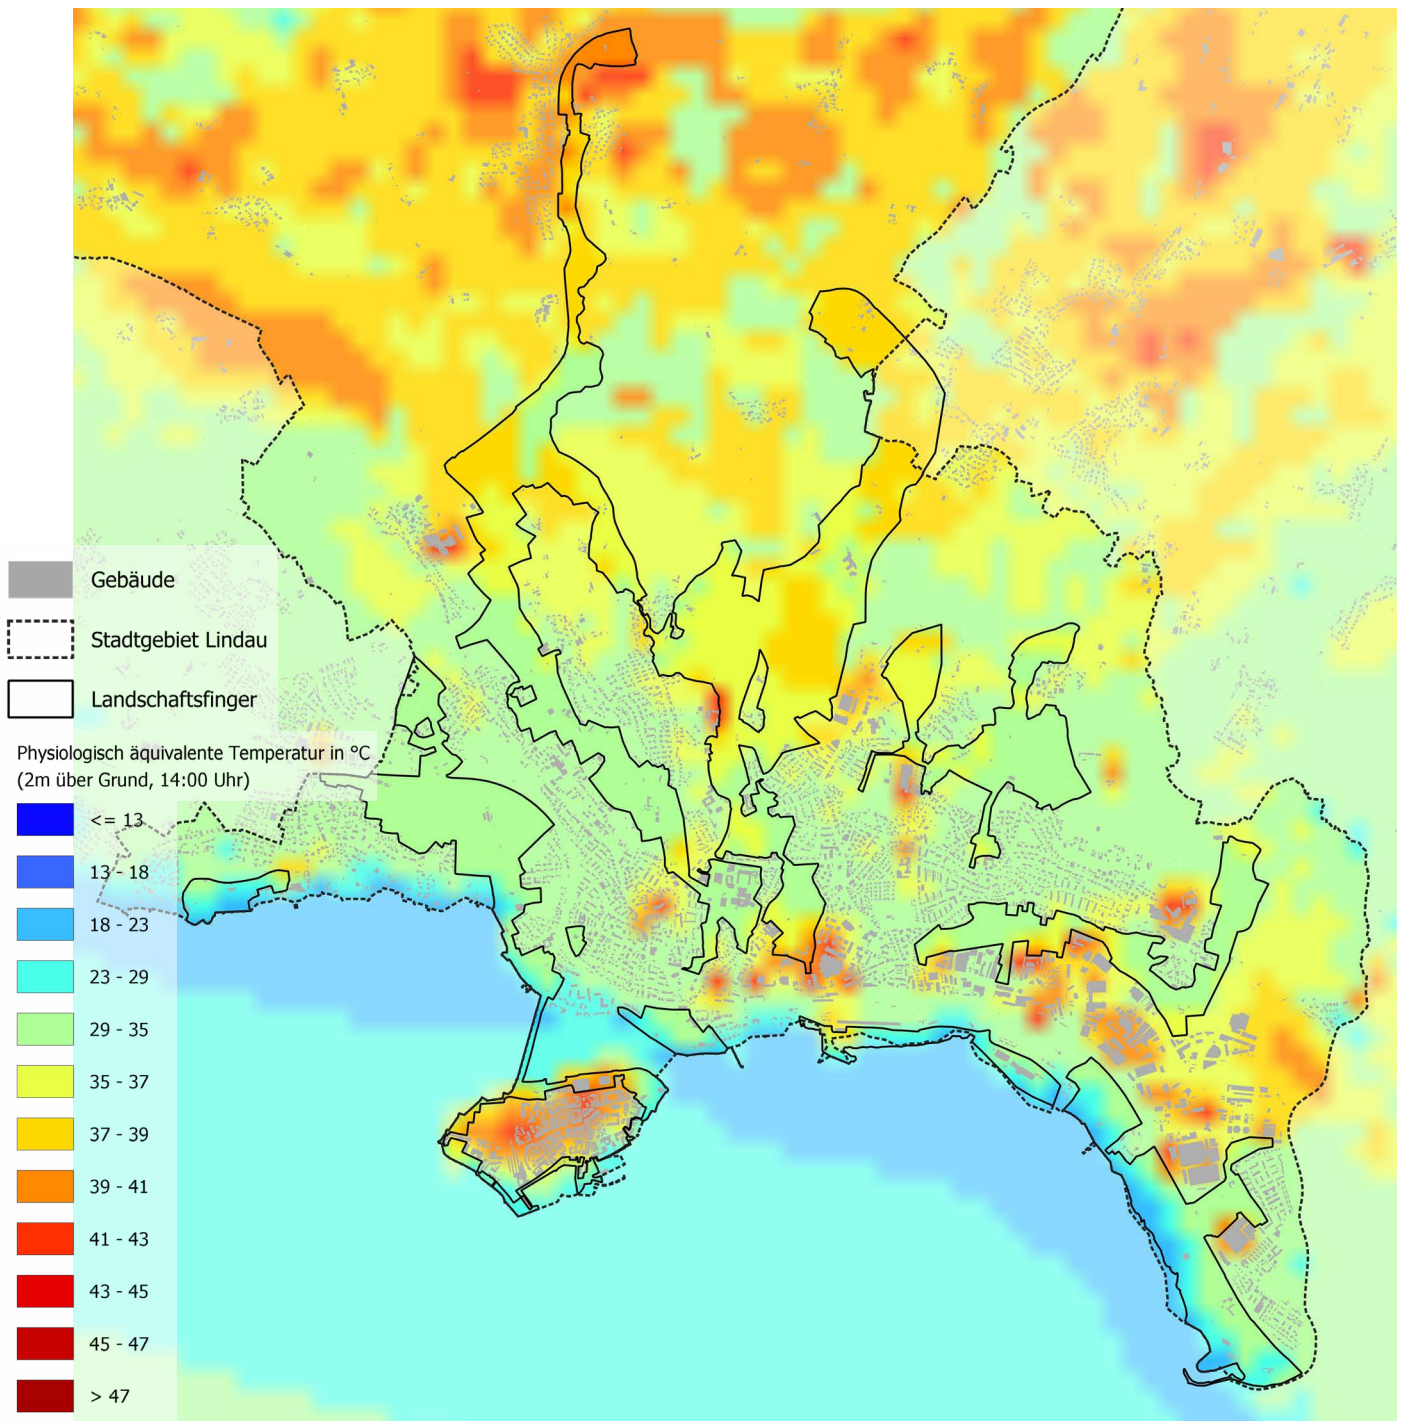 Gebäude
Stadtgebiet Lindau
Landschaftsfinger
Physiologisch äquivalente Temperatur in °C
(2m über Grund, 14:00 Uhr)
<= 13
13 - 18
18 - 23
23 - 29
29 - 35
35 - 37
37 - 39
39 - 41
41 - 43
43 - 45
45 - 47
> 47